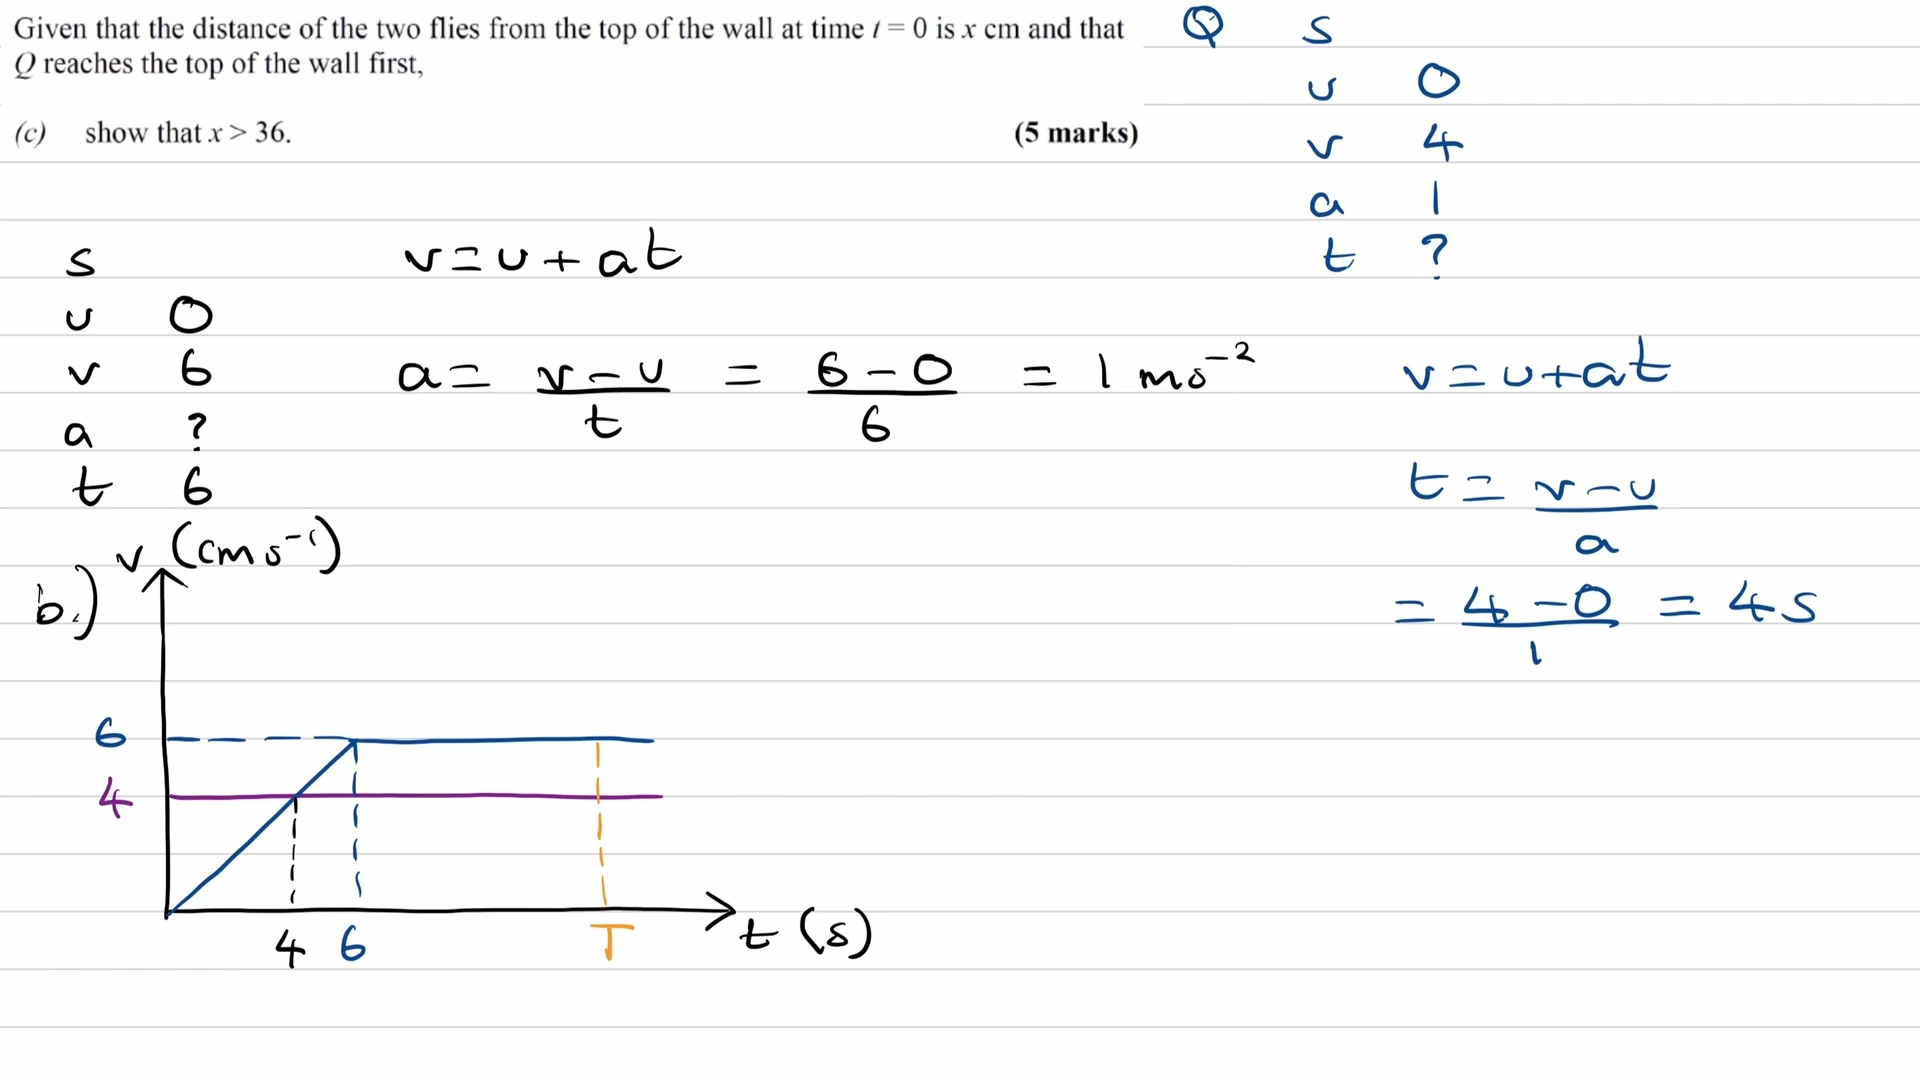 Given that the distance of the two flies from the top of the wall at time t = 0 is x cm and that
Q reaches the top of the wall first,
(c) show that x > 36.
(5 marks)
Q s
u 0
v 4
a 1
t ?
s
u 0
v 6
a ?
t 6
v = u + at
a = v - u / t = 6 - 0 / 6 = 1 ms⁻²
v = u + at
t = v - u / a
= 4 - 0 / 1 = 4 s
b.)
v (cm s⁻¹)
6
4
4 6 T t (s)